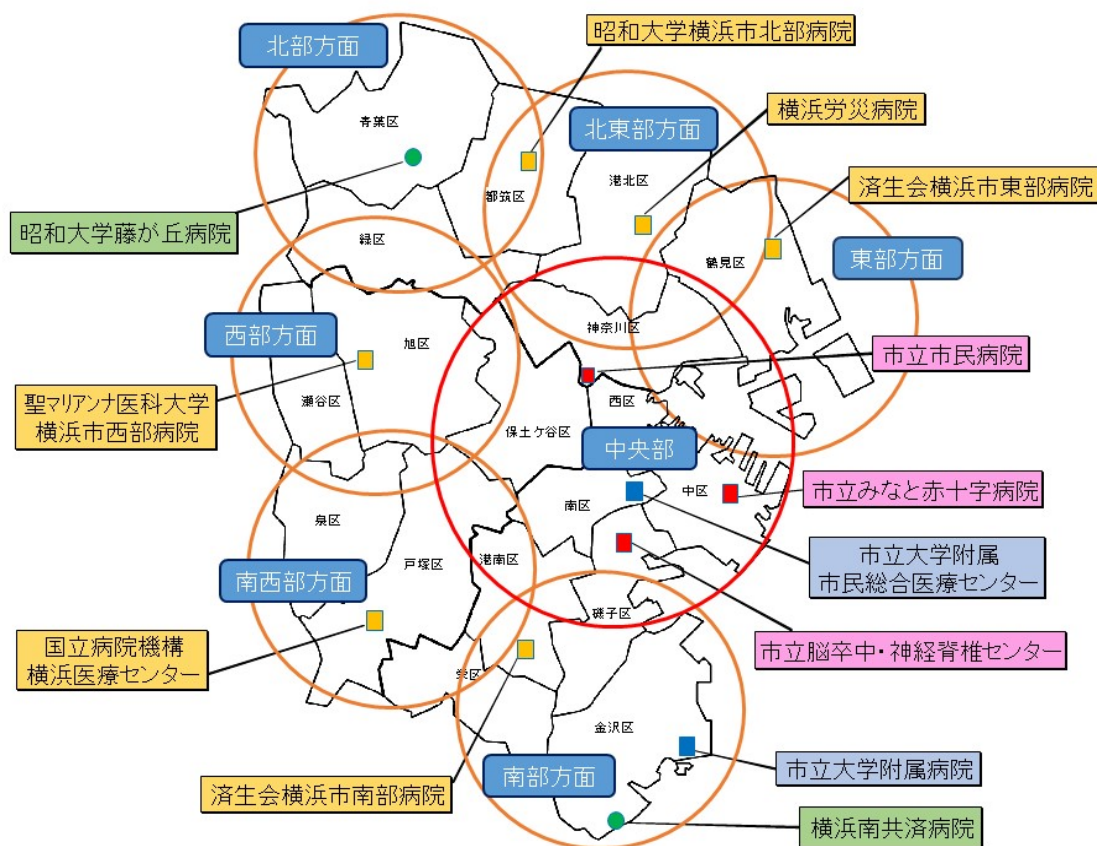 昭和大学横浜市北部病院
北部方面
横浜労災病院
青葉区
北東部方面
都筑区
港北区
済生会横浜市東部病院
昭和大学藤が丘病院
緑区
鶴見区
東部方面
西部方面
旭区
神奈川区
市立市民病院
聖マリアンナ医科大学
横浜市西部病院
瀬谷区
西区
保土ケ谷区
中央部
市立みなと赤十字病院
中区
南区
泉区
戸塚区
港南区
市立大学附属
市民総合医療センター
南西部方面
磯子区
国立病院機構
横浜医療センター
市立脳卒中・神経脊椎センター
栄区
金沢区
南部方面
市立大学附属病院
済生会横浜市南部病院
横浜南共済病院